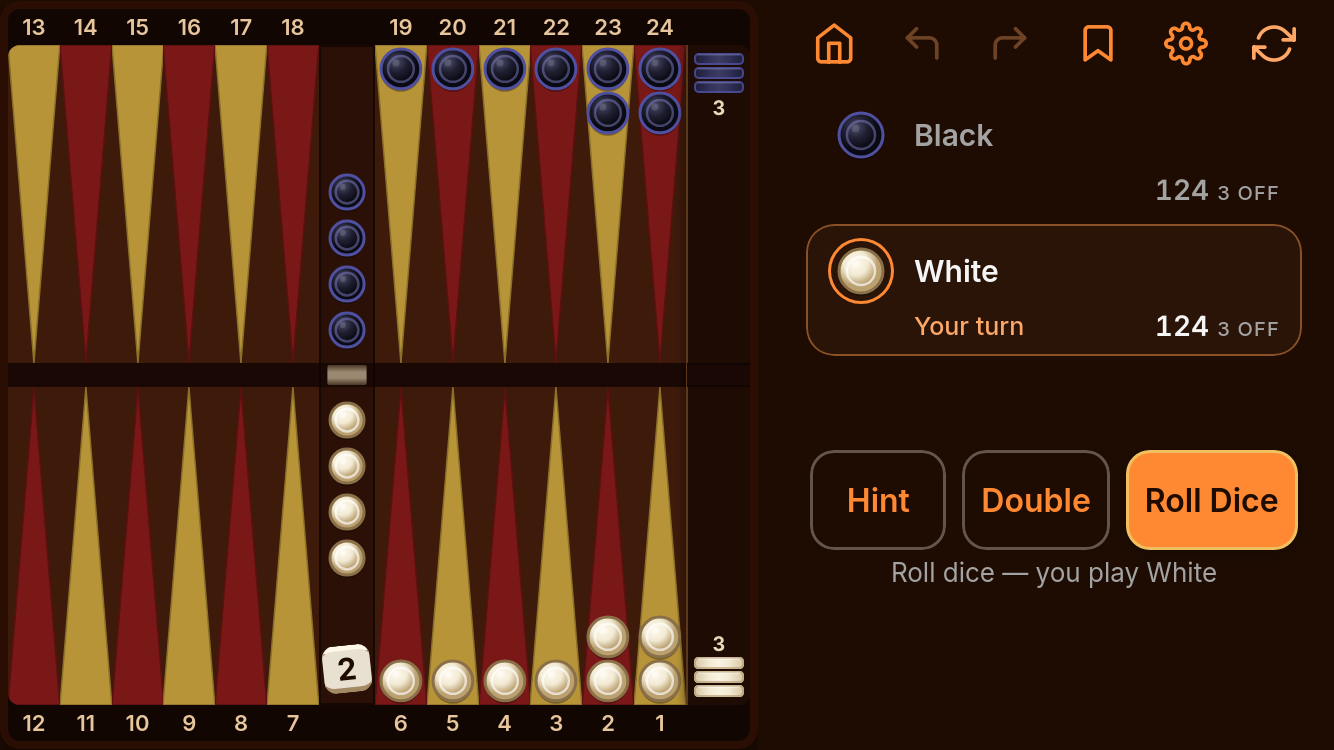 13 14 15 16 17 18 19 20 21 22 23 24
3
Black
124 3 OFF
White
Your turn 124 3 OFF
Hint Double Roll Dice
Roll dice — you play White
3
2
12 11 10 9 8 7 6 5 4 3 2 1